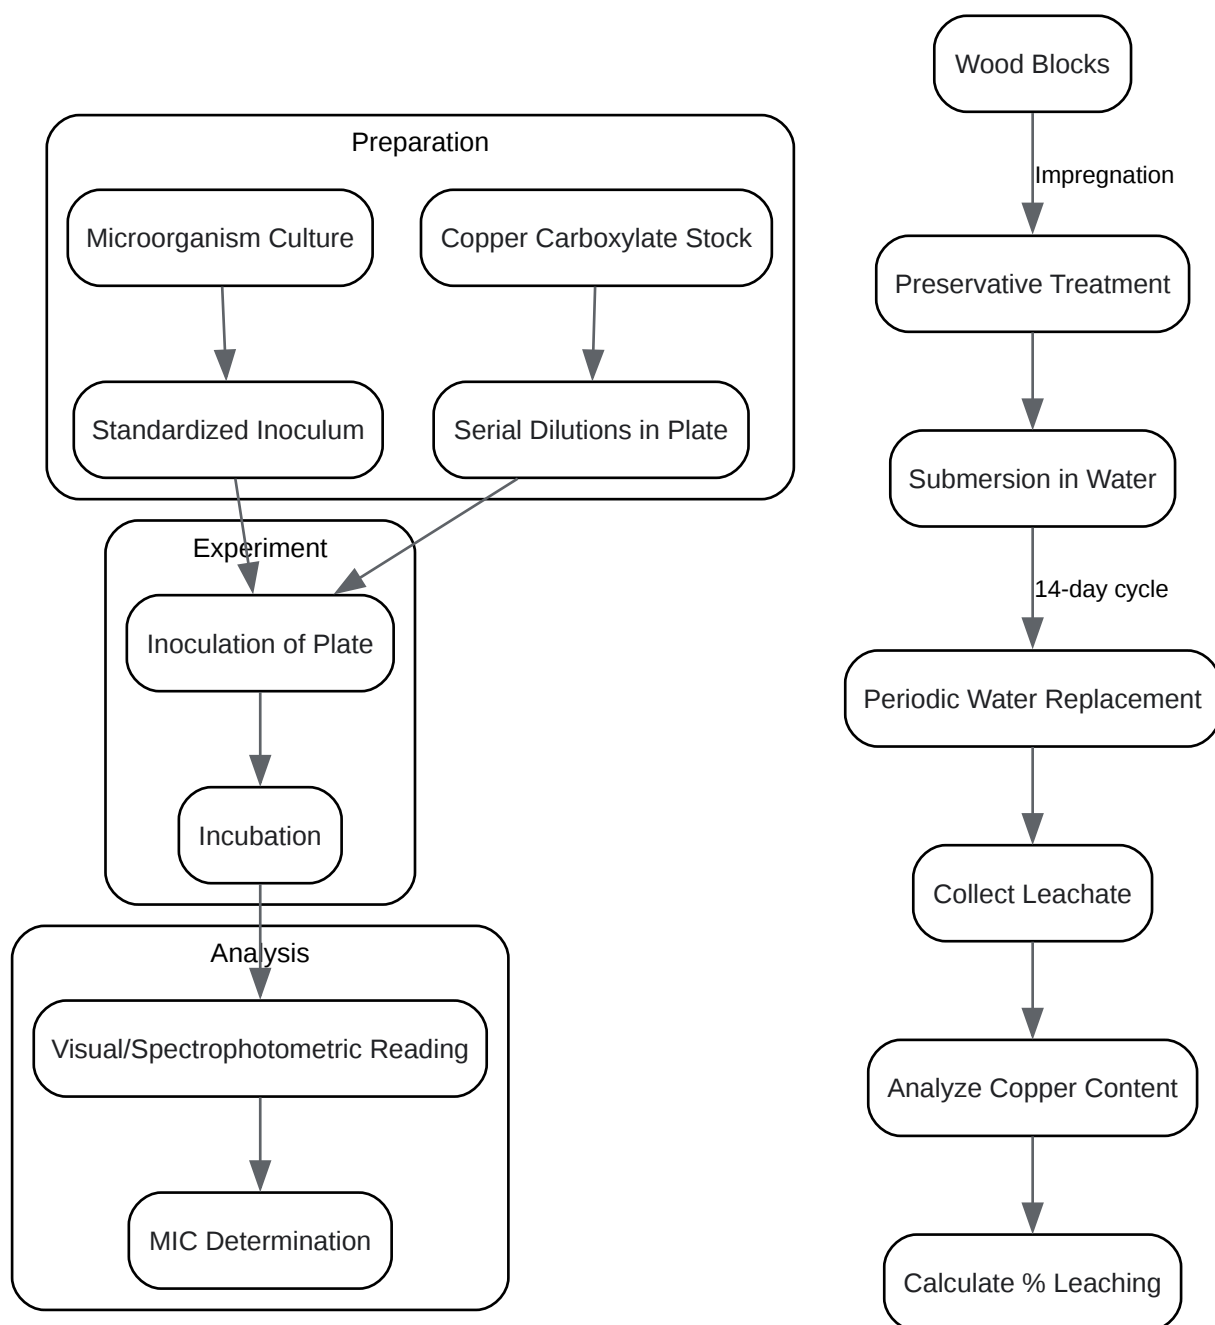 Preparation
Microorganism Culture
Copper Carboxylate Stock
Standardized Inoculum
Serial Dilutions in Plate
Experiment
Inoculation of Plate
Incubation
Analysis
Visual/Spectrophotometric Reading
MIC Determination
Wood Blocks
Impregnation
Preservative Treatment
Submersion in Water
14-day cycle
Periodic Water Replacement
Collect Leachate
Analyze Copper Content
Calculate % Leaching